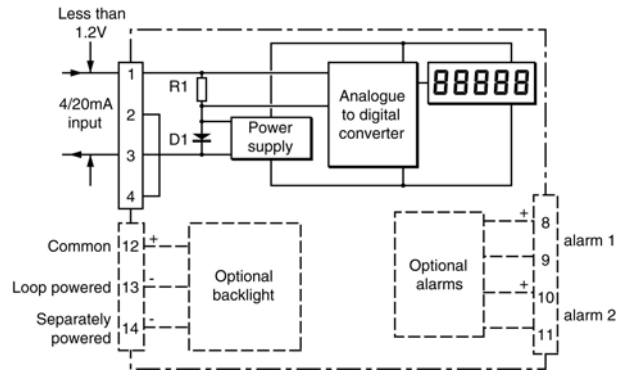 Less than
1.2V
1
R1
4/20mA
input
2
Analogue
to digital
converter
88888
D1
Power
supply
3
4
Common
12
+
Loop powered
13
-
Separately
powered
14
-
Optional
backlight
Optional
alarms
+
8
alarm 1
9
+
10
alarm 2
11